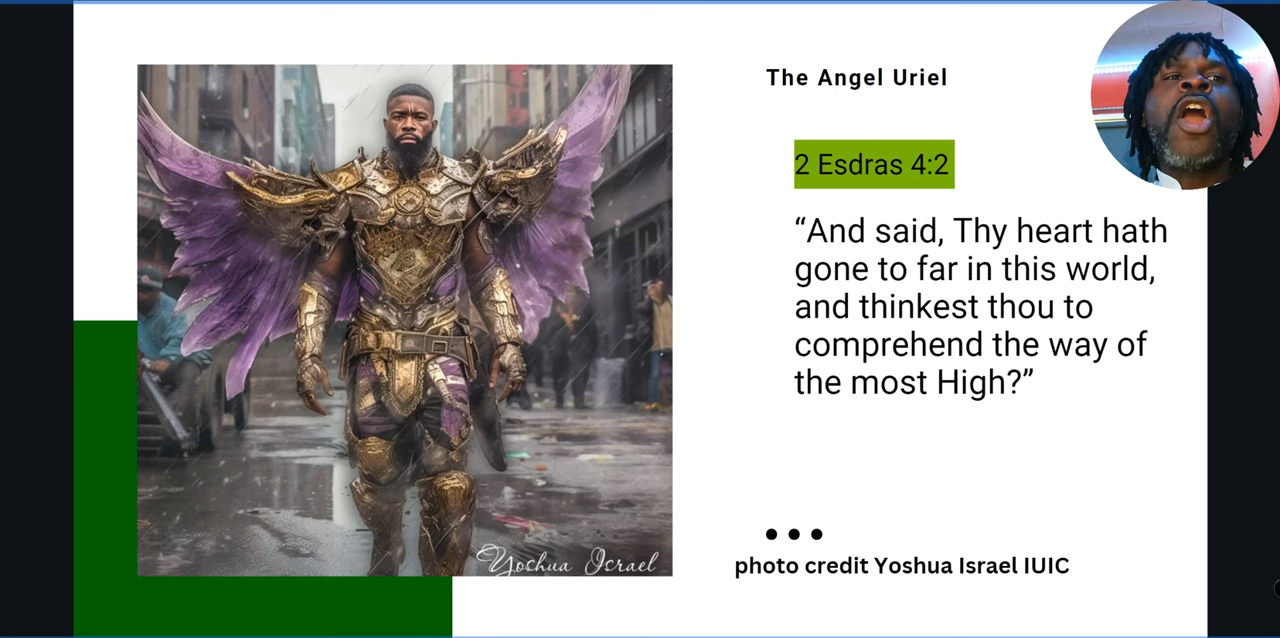 The Angel Uriel
2 Esdras 4:2
“And said, Thy heart hath
gone to far in this world,
and thinkest thou to
comprehend the way of
the most High?”
Yoshua Israel
photo credit Yoshua Israel IUIC